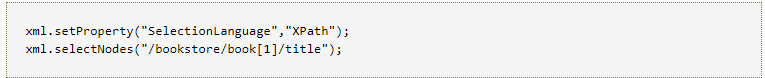 xml.setProperty("SelectionLanguage","XPath");
xml.selectNodes("/bookstore/book[1]/title");